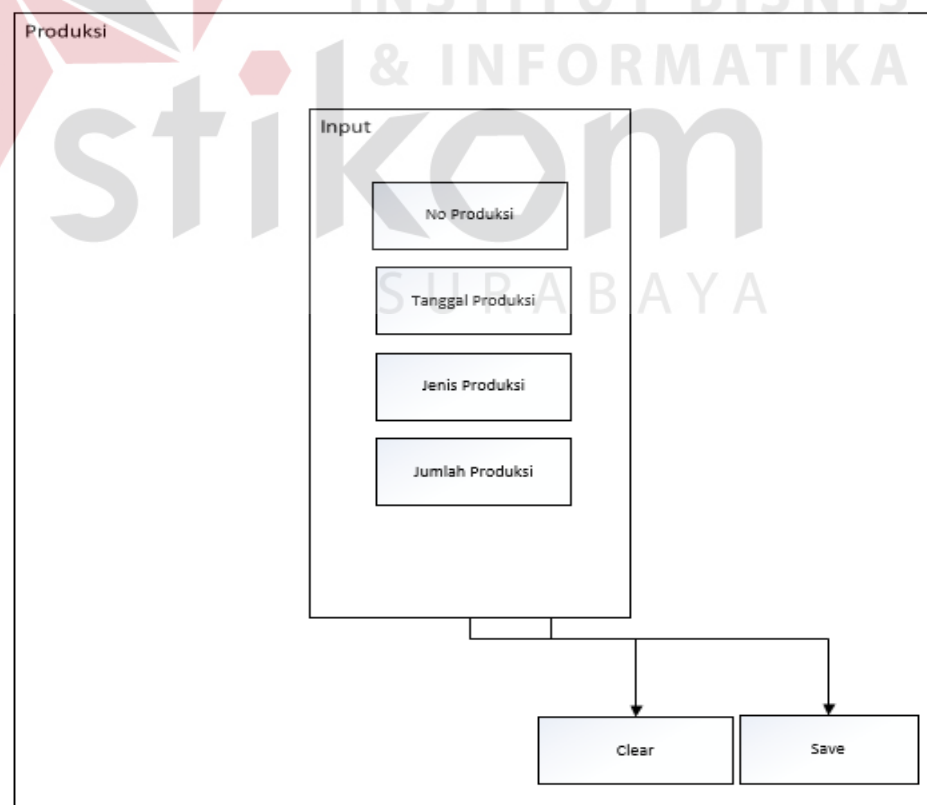 INSTITUT BISNIS
Produksi
& INFORMATIKA
stikom
Input
No Produksi
SURABAYA
Tanggal Produksi
Jenis Produksi
Jumlah Produksi
Clear
Save